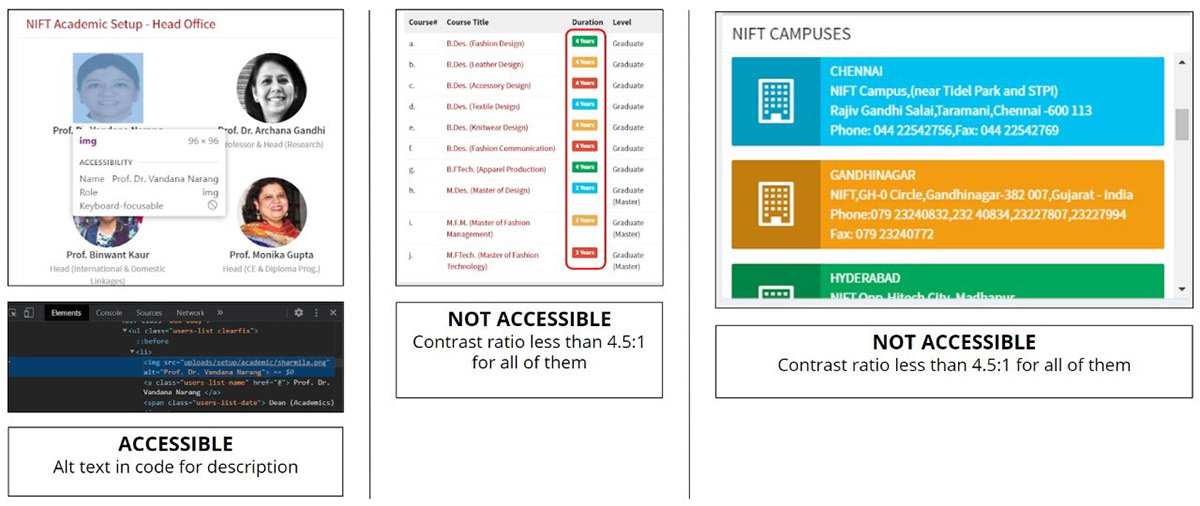 NIFT Academic Setup - Head Office
Prof. Dr. Vandana Narang
Prof. Dr. Archana Gandhi
Professor & Head (Research)
img 96 × 96
ACCESSIBILITY
Name Prof. Dr. Vandana Narang
Role img
Keyboard-focusable
Prof. Binwant Kaur
Head (International & Domestic
Linkages)
Prof. Monika Gupta
Head (CE & Diploma Prog.)
Elements Console Sources Network »
▼<ul class="users-list clearfix">
::before
▼<li>
<img src="uploads/setup/academic/sharmila.png"
alt="Prof. Dr. Vandana Narang"> == $0
<a class="users-list-name" href="#"> Prof. Dr.
Vandana Narang </a>
<span class="users-list-date"> Dean (Academics)
ACCESSIBLE
Alt text in code for description
Course# Course Title Duration Level
a. B.Des. (Fashion Design) 4 Years Graduate
b. B.Des. (Leather Design) 4 Years Graduate
c. B.Des. (Accessory Design) 4 Years Graduate
d. B.Des. (Textile Design) 4 Years Graduate
e. B.Des. (Knitwear Design) 4 Years Graduate
f. B.Des. (Fashion Communication) 4 Years Graduate
g. B.FTech. (Apparel Production) 4 Years Graduate
h. M.Des. (Master of Design) 2 Years Graduate
(Master)
i. M.F.M. (Master of Fashion 2 Years Graduate
Management) (Master)
j. M.FTech. (Master of Fashion 2 Years Graduate
Technology) (Master)
NOT ACCESSIBLE
Contrast ratio less than 4.5:1
for all of them
NIFT CAMPUSES
CHENNAI
NIFT Campus,(near Tidel Park and STPI)
Rajiv Gandhi Salai,Taramani,Chennai -600 113
Phone: 044 22542756,Fax: 044 22542769
GANDHINAGAR
NIFT,GH-0 Circle,Gandhinagar-382 007,Gujarat - India
Phone:079 23240832,232 40834,23227807,23227994
Fax: 079 23240772
HYDERABAD
NIFT Opp. Hitech City, Madhapur
NOT ACCESSIBLE
Contrast ratio less than 4.5:1 for all of them